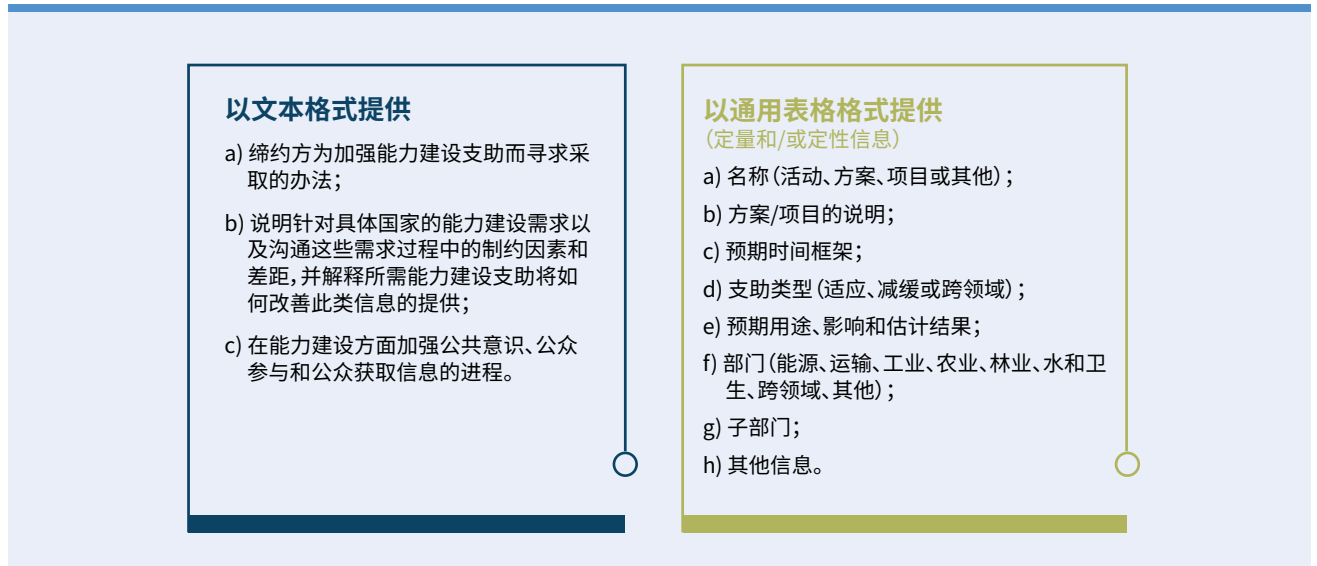 以文本格式提供
a) 缔约方为加强能力建设支助而寻求采
取的办法；
b) 说明针对具体国家的能力建设需求以
及沟通这些需求过程中的制约因素和
差距，并解释所需能力建设支助将如
何改善此类信息的提供；
c) 在能力建设方面加强公共意识、公众
参与和公众获取信息的进程。
以通用表格格式提供
（定量和/或定性信息）
a) 名称（活动、方案、项目或其他）；
b) 方案/项目的说明；
c) 预期时间框架；
d) 支助类型（适应、减缓或跨领域）；
e) 预期用途、影响和估计结果；
f) 部门（能源、运输、工业、农业、林业、水和卫
生、跨领域、其他）；
g) 子部门；
h) 其他信息。